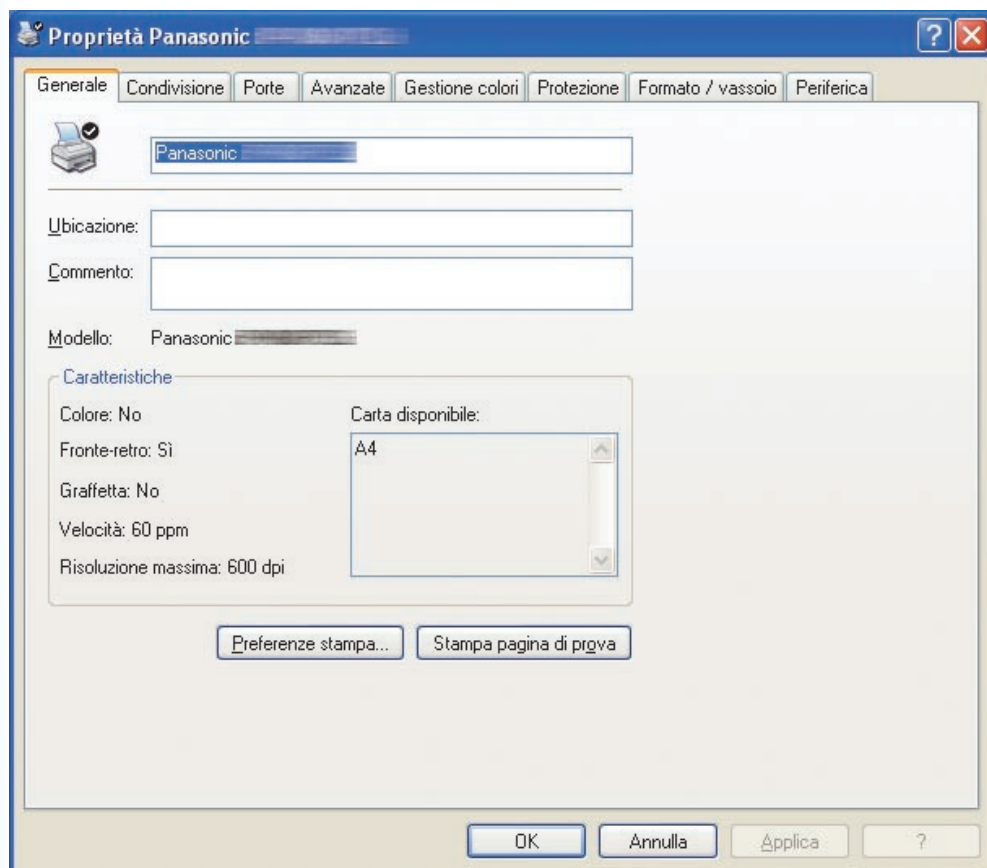 Proprietà Panasonic
Generale Condivisione Porte Avanzate Gestione colori Protezione Formato / vassoio Periferica
Panasonic
Ubicazione:
Commento:
Modello: Panasonic
Caratteristiche
Colore: No
Carta disponibile:
Fronte-retro: Sì
A4
Graffetta: No
Velocità: 60 ppm
Risoluzione massima: 600 dpi
Preferenze stampa... Stampa pagina di prova
OK Annulla Applica ?